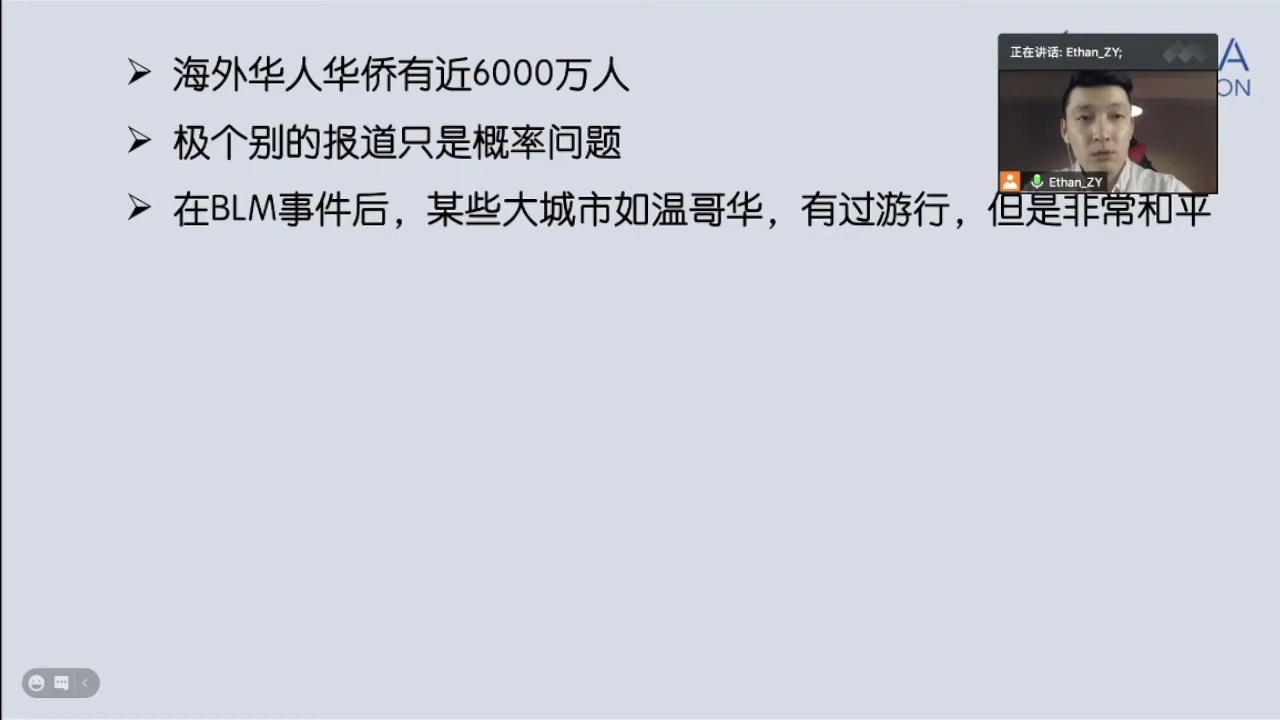 海外华人华侨有近6000万人
极个别的报道只是概率问题
在BLM事件后，某些大城市如温哥华，有过游行，但是非常和平
正在讲话: Ethan_ZY;
Ethan_ZY